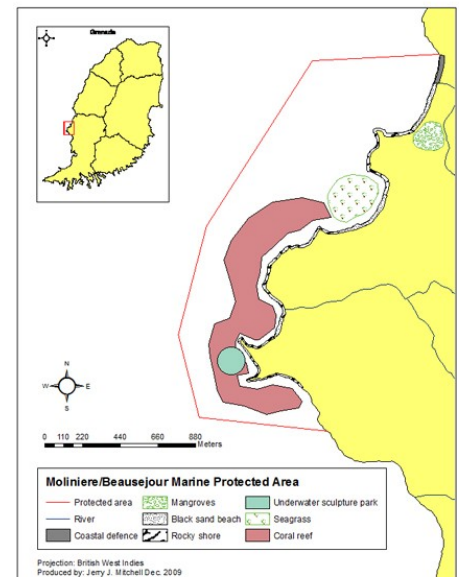 Grenada
N
W E
S
0 110 220 440 660 880
Meters
Moliniere/Beausejour Marine Protected Area
Protected area
River
Coastal defence
Mangroves
Black sand beach
Rocky shore
Underwater sculpture park
Seagrass
Coral reef
Projection: British West Indies
Produced by: Jerry J. Mitchell Dec. 2009